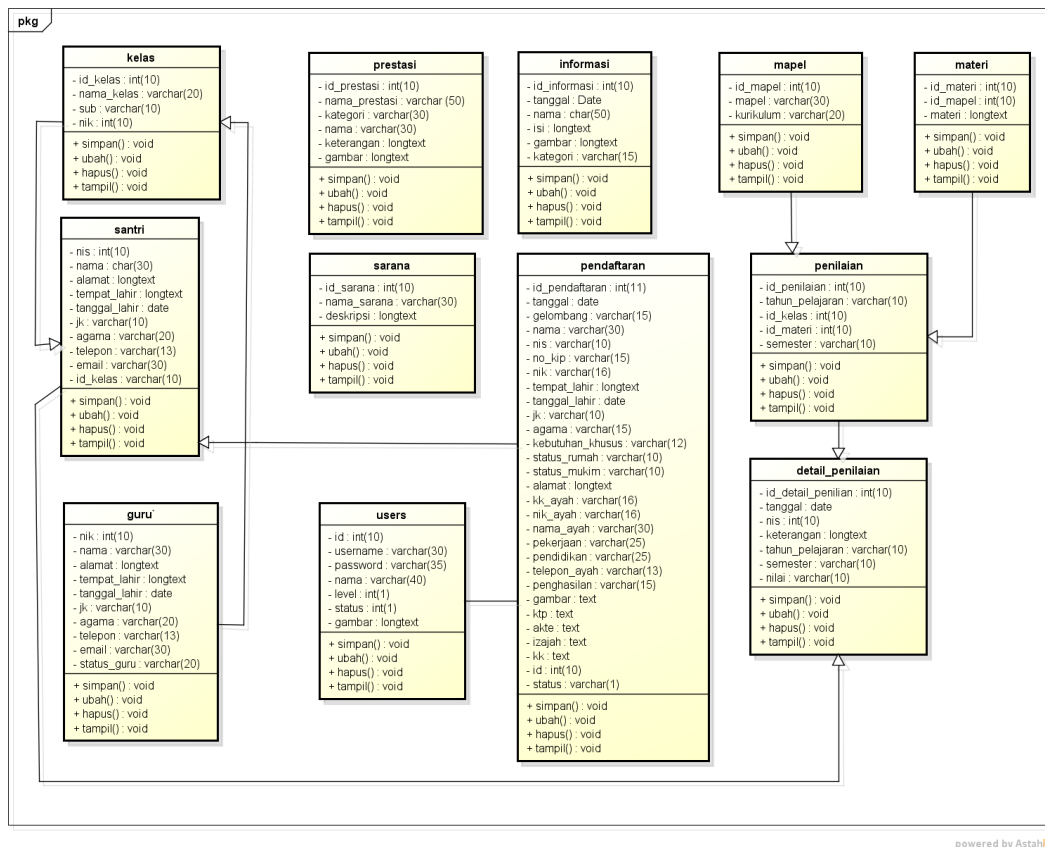 pkg
kelas
- id_kelas : int(10)
- nama_kelas : varchar(20)
- sub : varchar(10)
- nik : int(10)
+ simpan() : void
+ ubah() : void
+ hapus() : void
+ tampil() : void
prestasi
- id_prestasi : int(10)
- nama_prestasi : varchar (50)
- kategori : varchar(30)
- nama : varchar(30)
- keterangan : longtext
- gambar : longtext
+ simpan() : void
+ ubah() : void
+ hapus() : void
+ tampil() : void
informasi
- id_informasi : int(10)
- tanggal : Date
- nama : char(50)
- isi : longtext
- gambar : longtext
- kategori : varchar(15)
+ simpan() : void
+ ubah() : void
+ hapus() : void
+ tampil() : void
mapel
- id_mapel : int(10)
- mapel : varchar(30)
- kurikulum : varchar(20)
+ simpan() : void
+ ubah() : void
+ hapus() : void
+ tampil() : void
materi
- id_materi : int(10)
- id_mapel : int(10)
- materi : longtext
+ simpan() : void
+ ubah() : void
+ hapus() : void
+ tampil() : void
santri
- nis : int(10)
- nama : char(30)
- alamat : longtext
- tempat_lahir : longtext
- tanggal_lahir : date
- jk : varchar(10)
- agama : varchar(20)
- telepon : varchar(13)
- email : varchar(30)
- id_kelas : varchar(10)
+ simpan() : void
+ ubah() : void
+ hapus() : void
+ tampil() : void
sarana
- id_sarana : int(10)
- nama_sarana : varchar(30)
- deskripsi : longtext
+ simpan() : void
+ ubah() : void
+ hapus() : void
+ tampil() : void
pendaftaran
- id_pendaftaran : int(11)
- tanggal : date
- gelombang : varchar(15)
- nama : varchar(30)
- nis : varchar(10)
- no_kip : varchar(15)
- nik : varchar(16)
- tempat_lahir : longtext
- tanggal_lahir : date
- jk : varchar(10)
- agama : varchar(15)
- kebutuhan_khusus : varchar(12)
- status_rumah : varchar(10)
- status_mukim : varchar(10)
- alamat : longtext
- kk_ayah : varchar(16)
- nik_ayah : varchar(16)
- nama_ayah : varchar(30)
- pekerjaan : varchar(25)
- pendidikan : varchar(25)
- telepon_ayah : varchar(13)
- penghasilan : varchar(15)
- gambar : text
- ktp : text
- akte : text
- izajah : text
- kk : text
- id : int(10)
- status : varchar(1)
+ simpan() : void
+ ubah() : void
+ hapus() : void
+ tampil() : void
penilaian
- id_penilaian : int(10)
- tahun_pelajaran : varchar(10)
- id_kelas : int(10)
- id_materi : int(10)
- semester : varchar(10)
+ simpan() : void
+ ubah() : void
+ hapus() : void
+ tampil() : void
detail_penilaian
- id_detail_penilian : int(10)
- tanggal : date
- nis : int(10)
- keterangan : longtext
- tahun_pelajaran : varchar(10)
- semester : varchar(10)
- nilai : varchar(10)
+ simpan() : void
+ ubah() : void
+ hapus() : void
+ tampil() : void
guru`
- nik : int(10)
- nama : varchar(30)
- alamat : longtext
- tempat_lahir : longtext
- tanggal_lahir : date
- jk : varchar(10)
- agama : varchar(20)
- telepon : varchar(13)
- email : varchar(30)
- status_guru : varchar(20)
+ simpan() : void
+ ubah() : void
+ hapus() : void
+ tampil() : void
users
- id : int(10)
- username : varchar(30)
- password : varchar(35)
- nama : varchar(40)
- level : int(1)
- status : int(1)
- gambar : longtext
+ simpan() : void
+ ubah() : void
+ hapus() : void
+ tampil() : void
powered by Astah